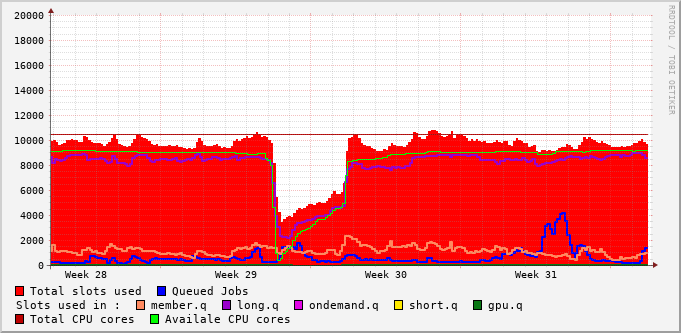 20000
18000
16000
14000
12000
10000
8000
6000
4000
2000
0
Week 28 Week 29 Week 30 Week 31
RRDTOOL / TOBI OETIKER
Total slots used Queued Jobs
Slots used in : member.q long.q ondemand.q short.q gpu.q
Total CPU cores Availale CPU cores